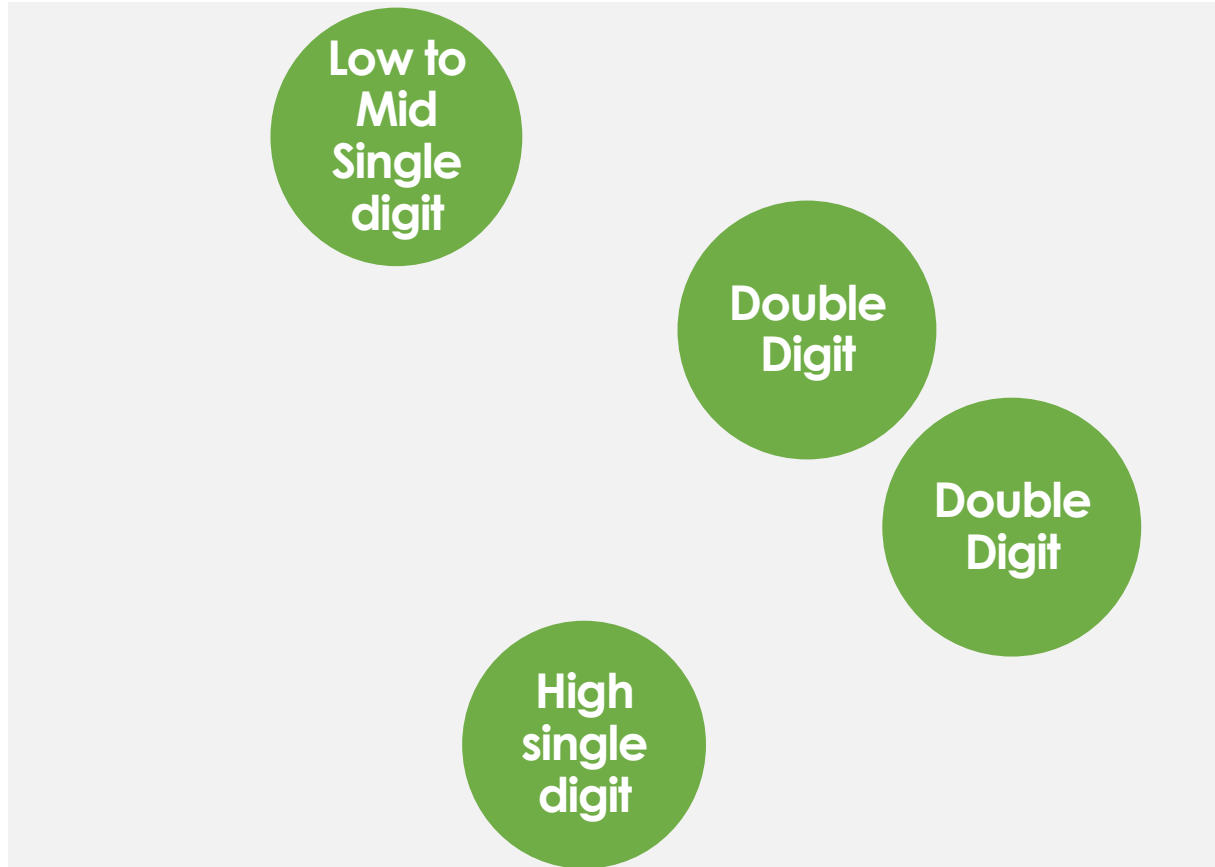 Low to
Mid
Single
digit
Double
Digit
Double
Digit
High
single
digit